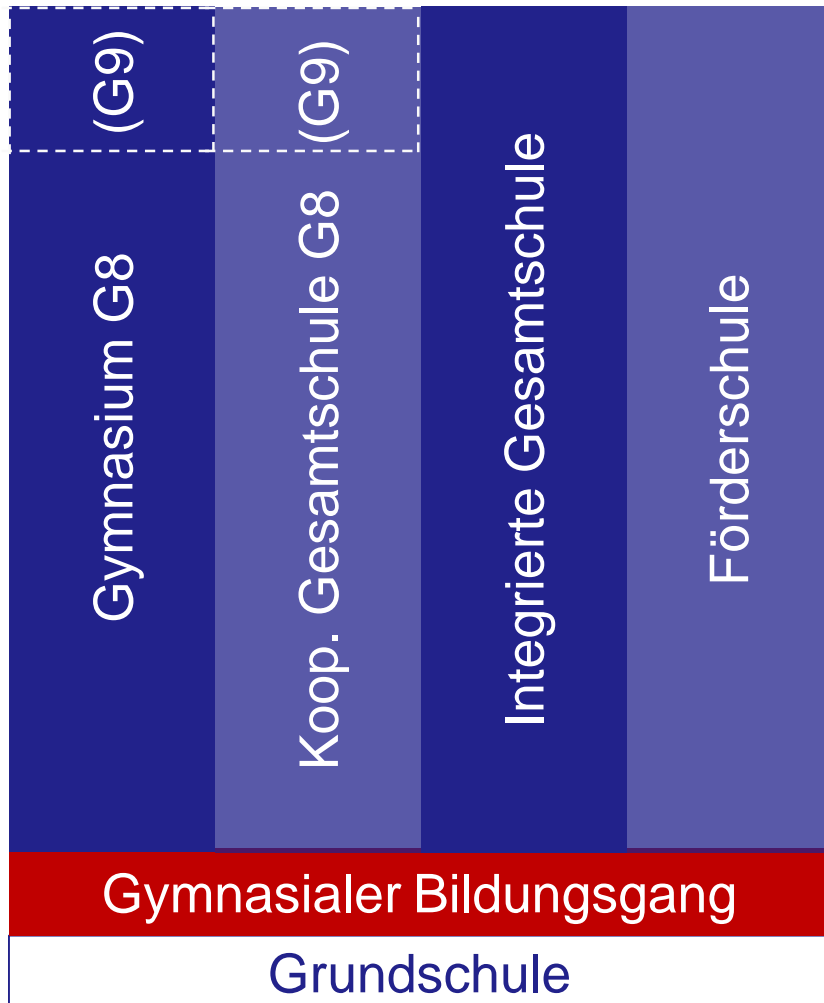 (G9)
(G9)
Gymnasium G8
Koop. Gesamtschule G8
Integrierte Gesamtschule
Förderschule
Gymnasialer Bildungsgang
Grundschule